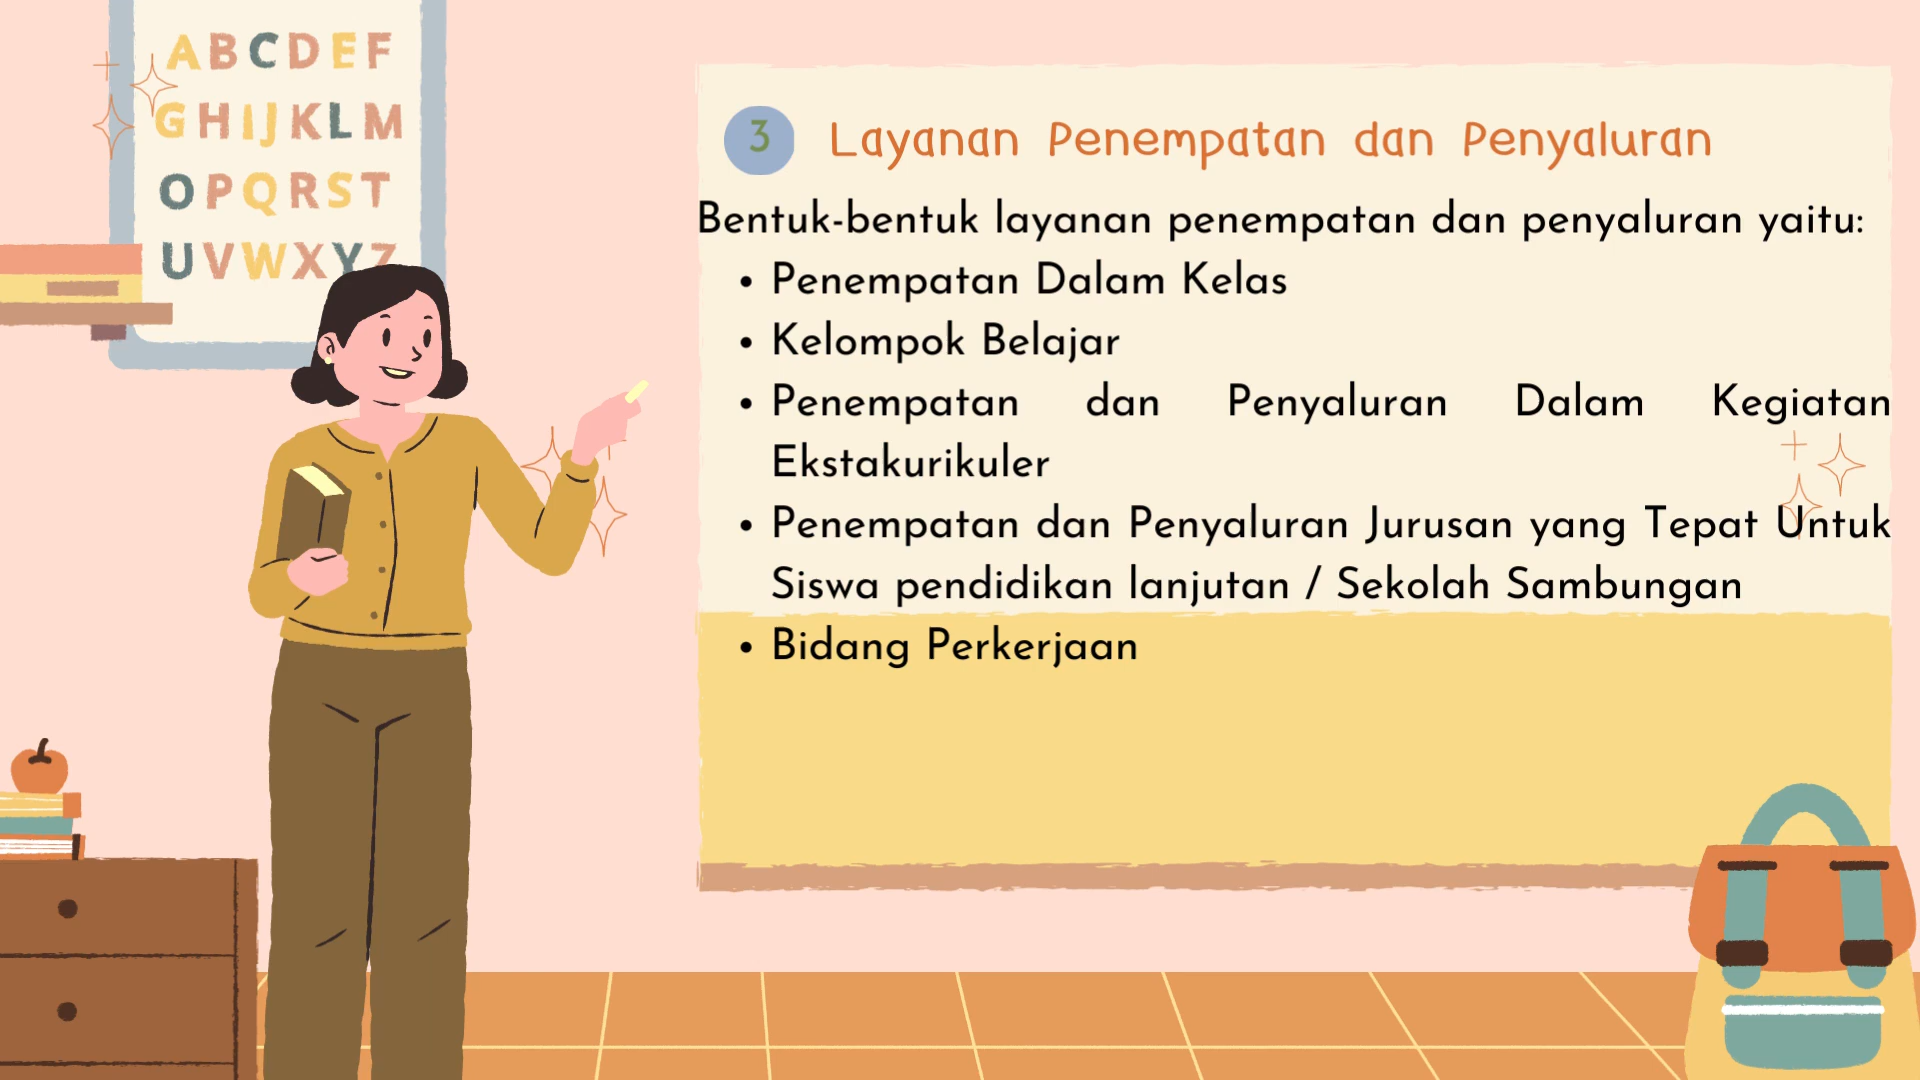 ABCDEF
GHIJKLM
OPQRST
UVWXYZ
3 Layanan Penempatan dan Penyaluran
Bentuk-bentuk layanan penempatan dan penyaluran yaitu:
• Penempatan Dalam Kelas
• Kelompok Belajar
• Penempatan dan Penyaluran Dalam Kegiatan
Ekstakurikuler
• Penempatan dan Penyaluran Jurusan yang Tepat Untuk
Siswa pendidikan lanjutan / Sekolah Sambungan
• Bidang Perkerjaan